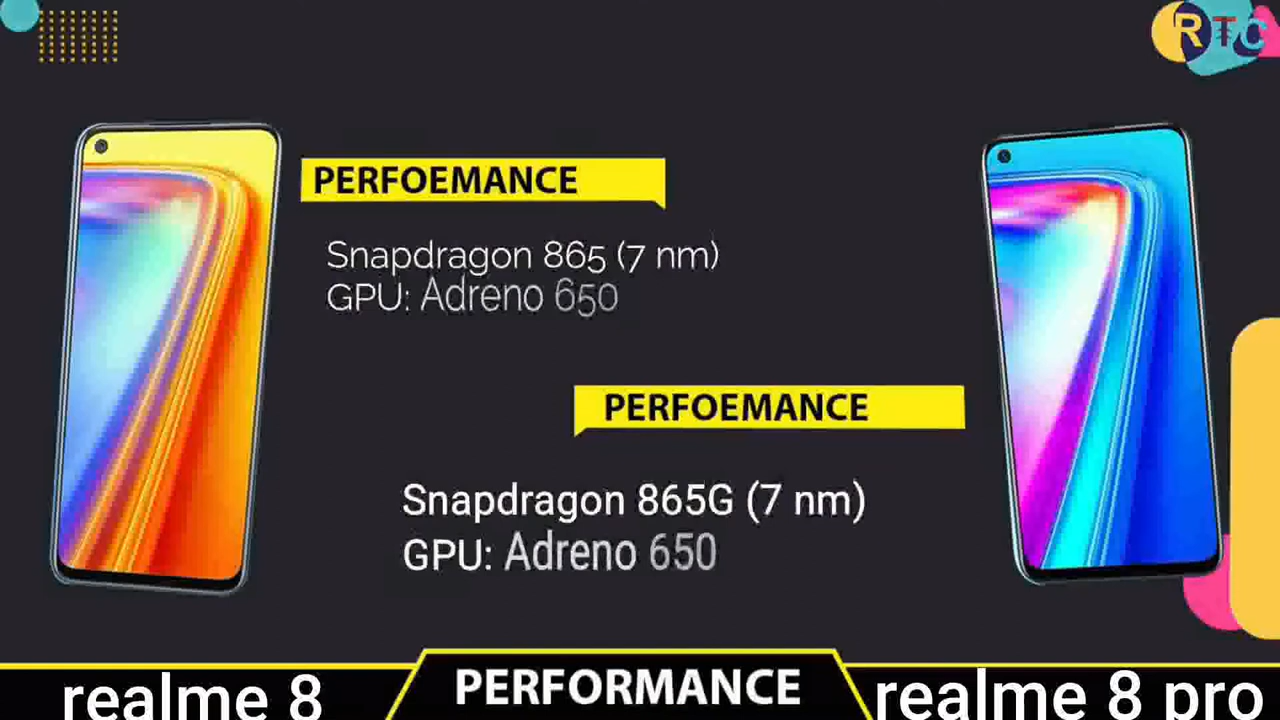 RTC
PERFOEMANCE
Snapdragon 865 (7 nm)
GPU: Adreno 650
PERFOEMANCE
Snapdragon 865G (7 nm)
GPU: Adreno 650
realme 8
PERFORMANCE
realme 8 pro